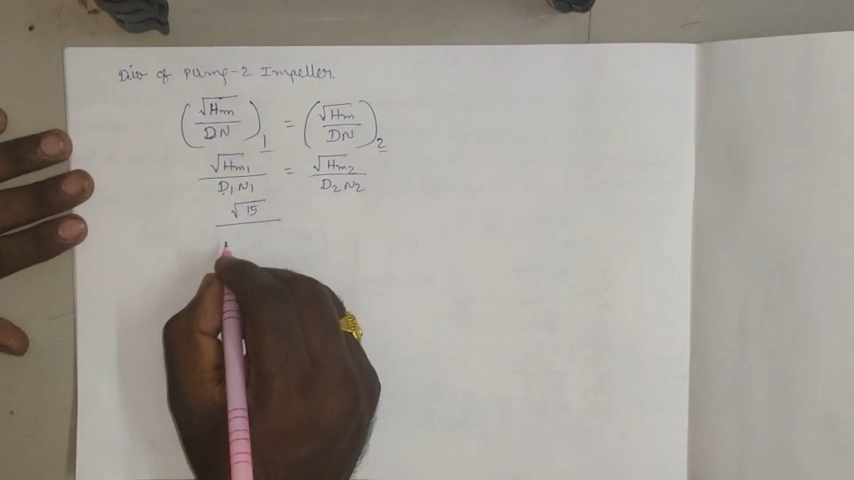 Dia of Pump-2 Impeller.
(√Hm / DN)₁ = (√Hm / DN)₂
√Hm₁ / D₁N₁ = √Hm₂ / D₂N₂
√15